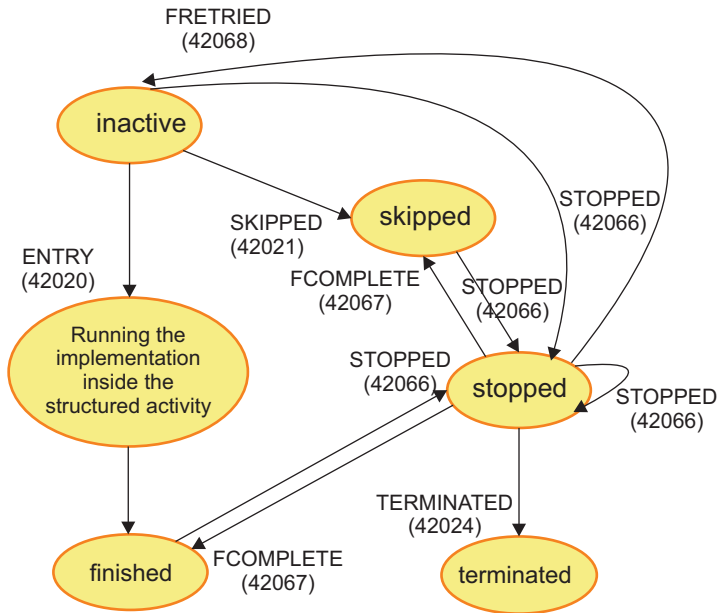 FRETRIED
(42068)
inactive
STOPPED
(42066)
skipped
SKIPPED
(42021)
ENTRY
(42020)
FCOMPLETE
(42067)
STOPPED
(42066)
Running the
implementation
inside the
structured activity
STOPPED
(42066)
stopped
STOPPED
(42066)
TERMINATED
(42024)
FCOMPLETE
(42067)
finished
terminated